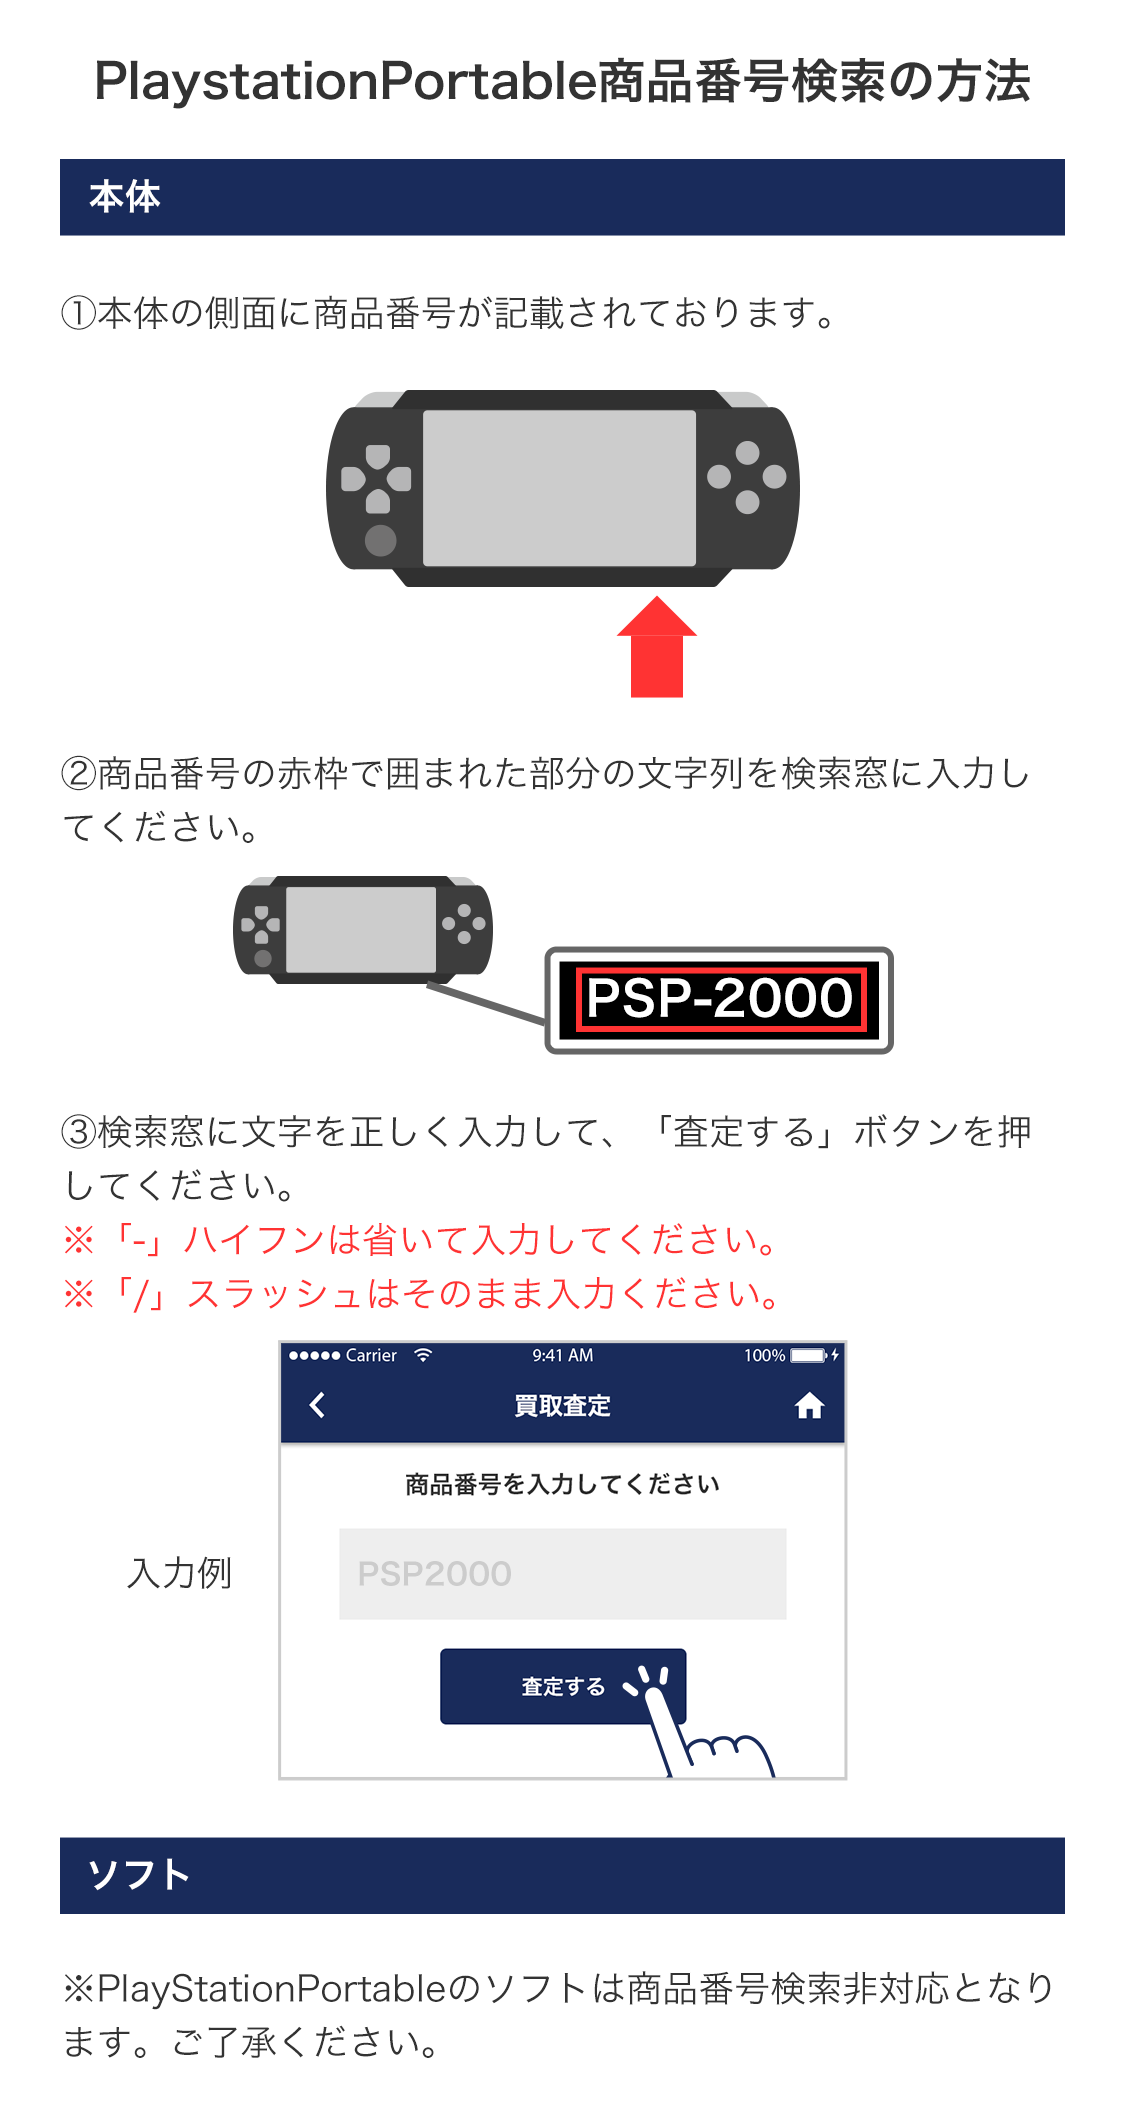 PlaystationPortable商品番号検索の方法
本体
①本体の側面に商品番号が記載されております。
②商品番号の赤枠で囲まれた部分の文字列を検索窓に入力し
てください。
PSP-2000
③検索窓に文字を正しく入力して、「査定する」ボタンを押
してください。
※「-」ハイフンは省いて入力してください。
※「/」スラッシュはそのまま入力ください。
Carrier 9:41 AM 100%
買取査定
商品番号を入力してください
入力例
PSP2000
査定する
ソフト
※PlayStationPortableのソフトは商品番号検索非対応となり
ます。ご了承ください。